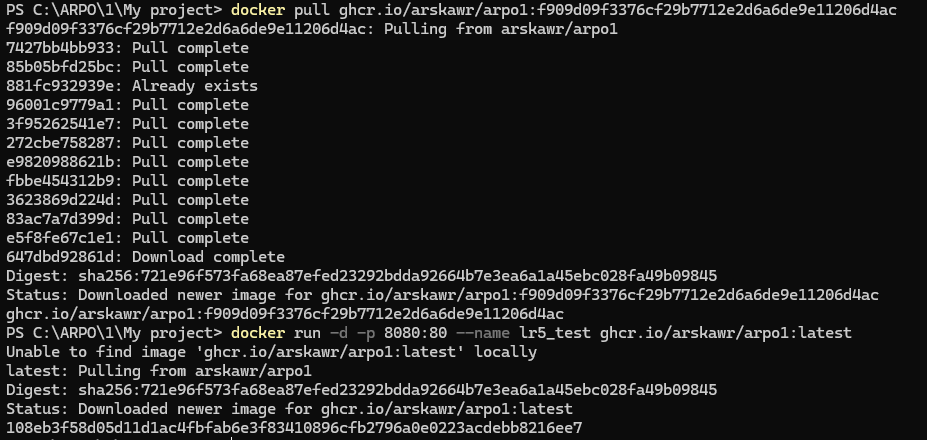 PS C:\ARPO\1\My project> docker pull ghcr.io/arskawr/arpo1:f909d09f3376cf29b7712e2d6a6de9e11206d4ac
f909d09f3376cf29b7712e2d6a6de9e11206d4ac: Pulling from arskawr/arpo1
7427bb4bb933: Pull complete
85b05bfd25bc: Pull complete
881fc932939e: Already exists
96001c9779a1: Pull complete
3f95262541e7: Pull complete
272cbe758287: Pull complete
e9820988621b: Pull complete
fbbe454312b9: Pull complete
3623869d224d: Pull complete
83ac7a7d399d: Pull complete
e5f8fe67c1e1: Pull complete
647dbd92861d: Download complete
Digest: sha256:721e96f573fa68ea87efed23292bdda92664b7e3ea6a1a45ebc028fa49b09845
Status: Downloaded newer image for ghcr.io/arskawr/arpo1:f909d09f3376cf29b7712e2d6a6de9e11206d4ac
ghcr.io/arskawr/arpo1:f909d09f3376cf29b7712e2d6a6de9e11206d4ac
PS C:\ARPO\1\My project> docker run -d -p 8080:80 --name lr5_test ghcr.io/arskawr/arpo1:latest
Unable to find image 'ghcr.io/arskawr/arpo1:latest' locally
latest: Pulling from arskawr/arpo1
Digest: sha256:721e96f573fa68ea87efed23292bdda92664b7e3ea6a1a45ebc028fa49b09845
Status: Downloaded newer image for ghcr.io/arskawr/arpo1:latest
108eb3f58d05d11d1ac4fbfab6e3f83410896cfb2796a0e0223acdebb8216ee7